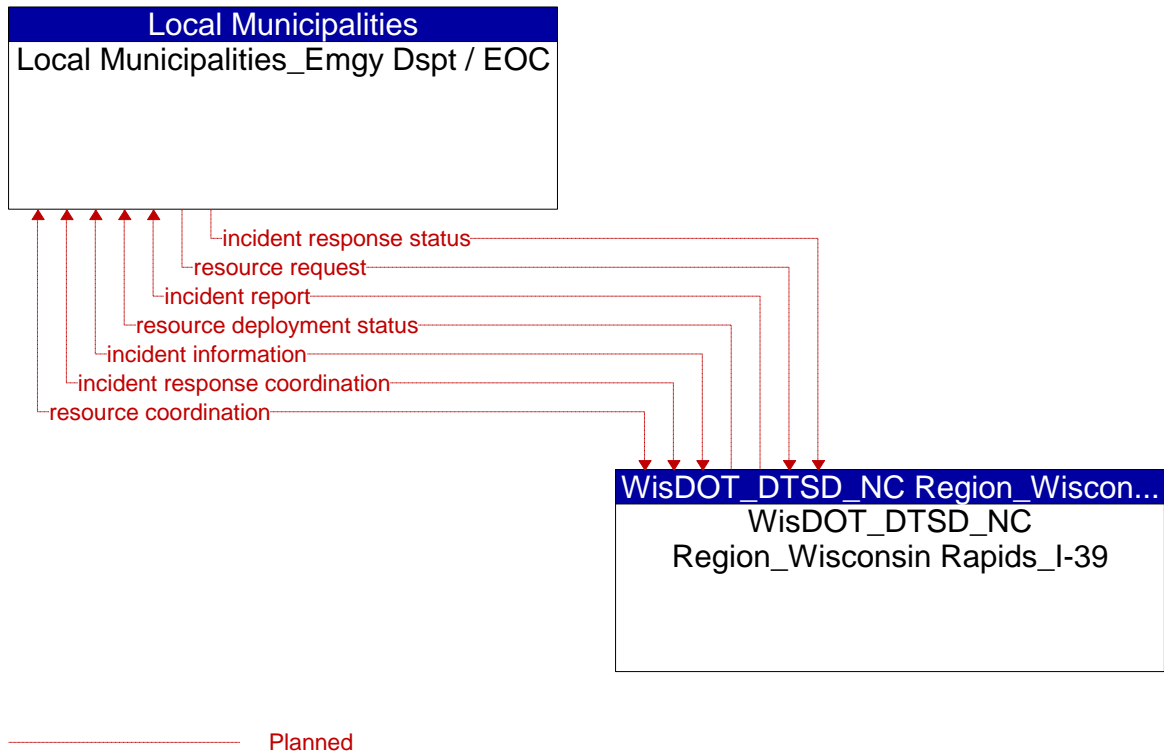 Local Municipalities
Local Municipalities_Emgy Dspt / EOC
incident response status
resource request
incident report
resource deployment status
incident information
incident response coordination
resource coordination
WisDOT_DTSD_NC Region_Wiscon...
WisDOT_DTSD_NC
Region_Wisconsin Rapids_I-39
Planned